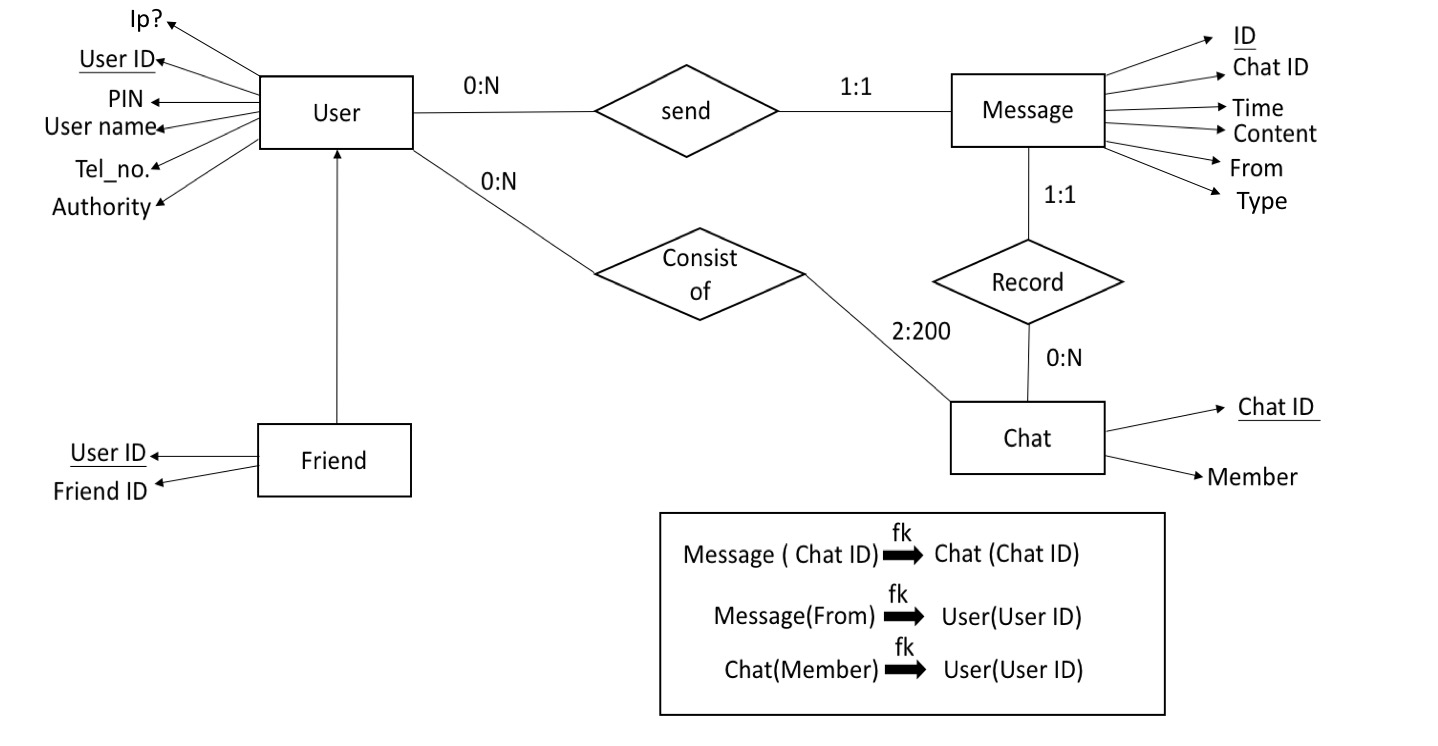 Ip?
User ID
PIN
User name
Tel_no.
Authority
User
0:N
send
1:1
Message
ID
Chat ID
Time
Content
From
Type
0:N
Consist
of
2:200
1:1
Record
0:N
Chat
Chat ID
Member
User ID
Friend ID
Friend
fk
Message ( Chat ID) Chat (Chat ID)
fk
Message(From) User(User ID)
fk
Chat(Member) User(User ID)